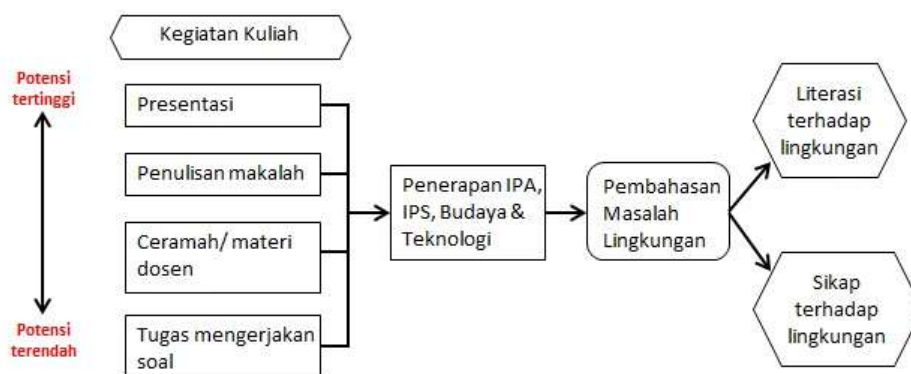 Kegiatan Kuliah
Potensi
tertinggi
Presentasi
Penulisan makalah
Ceramah/ materi
dosen
Tugas mengerjakan
soal
Potensi
terendah
Penerapan IPA,
IPS, Budaya &
Teknologi
Pembahasan
Masalah
Lingkungan
Literasi
terhadap
lingkungan
Sikap
terhadap
lingkungan